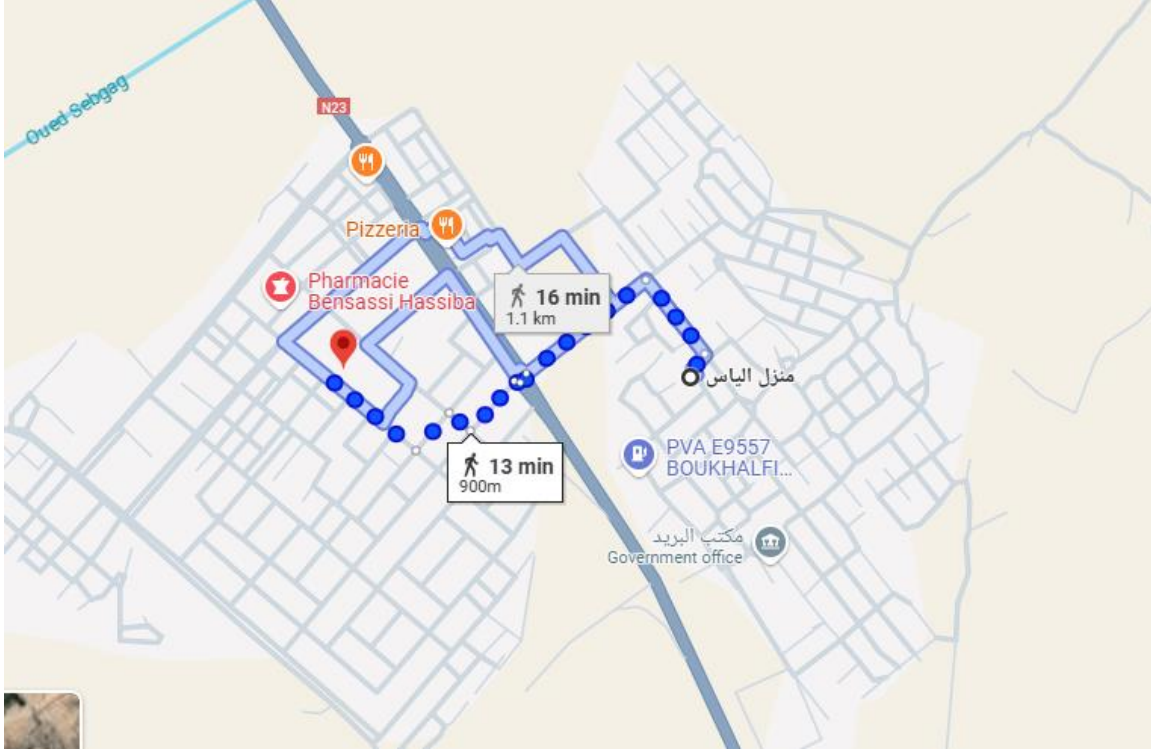 Oued Sebgag
N23
Pizzeria
Pharmacie
Bensassi Hassiba
16 min
1.1 km
منزل الياس
PVA E9557
BOUKHALFI...
13 min
900m
مكتب البريد
Government office